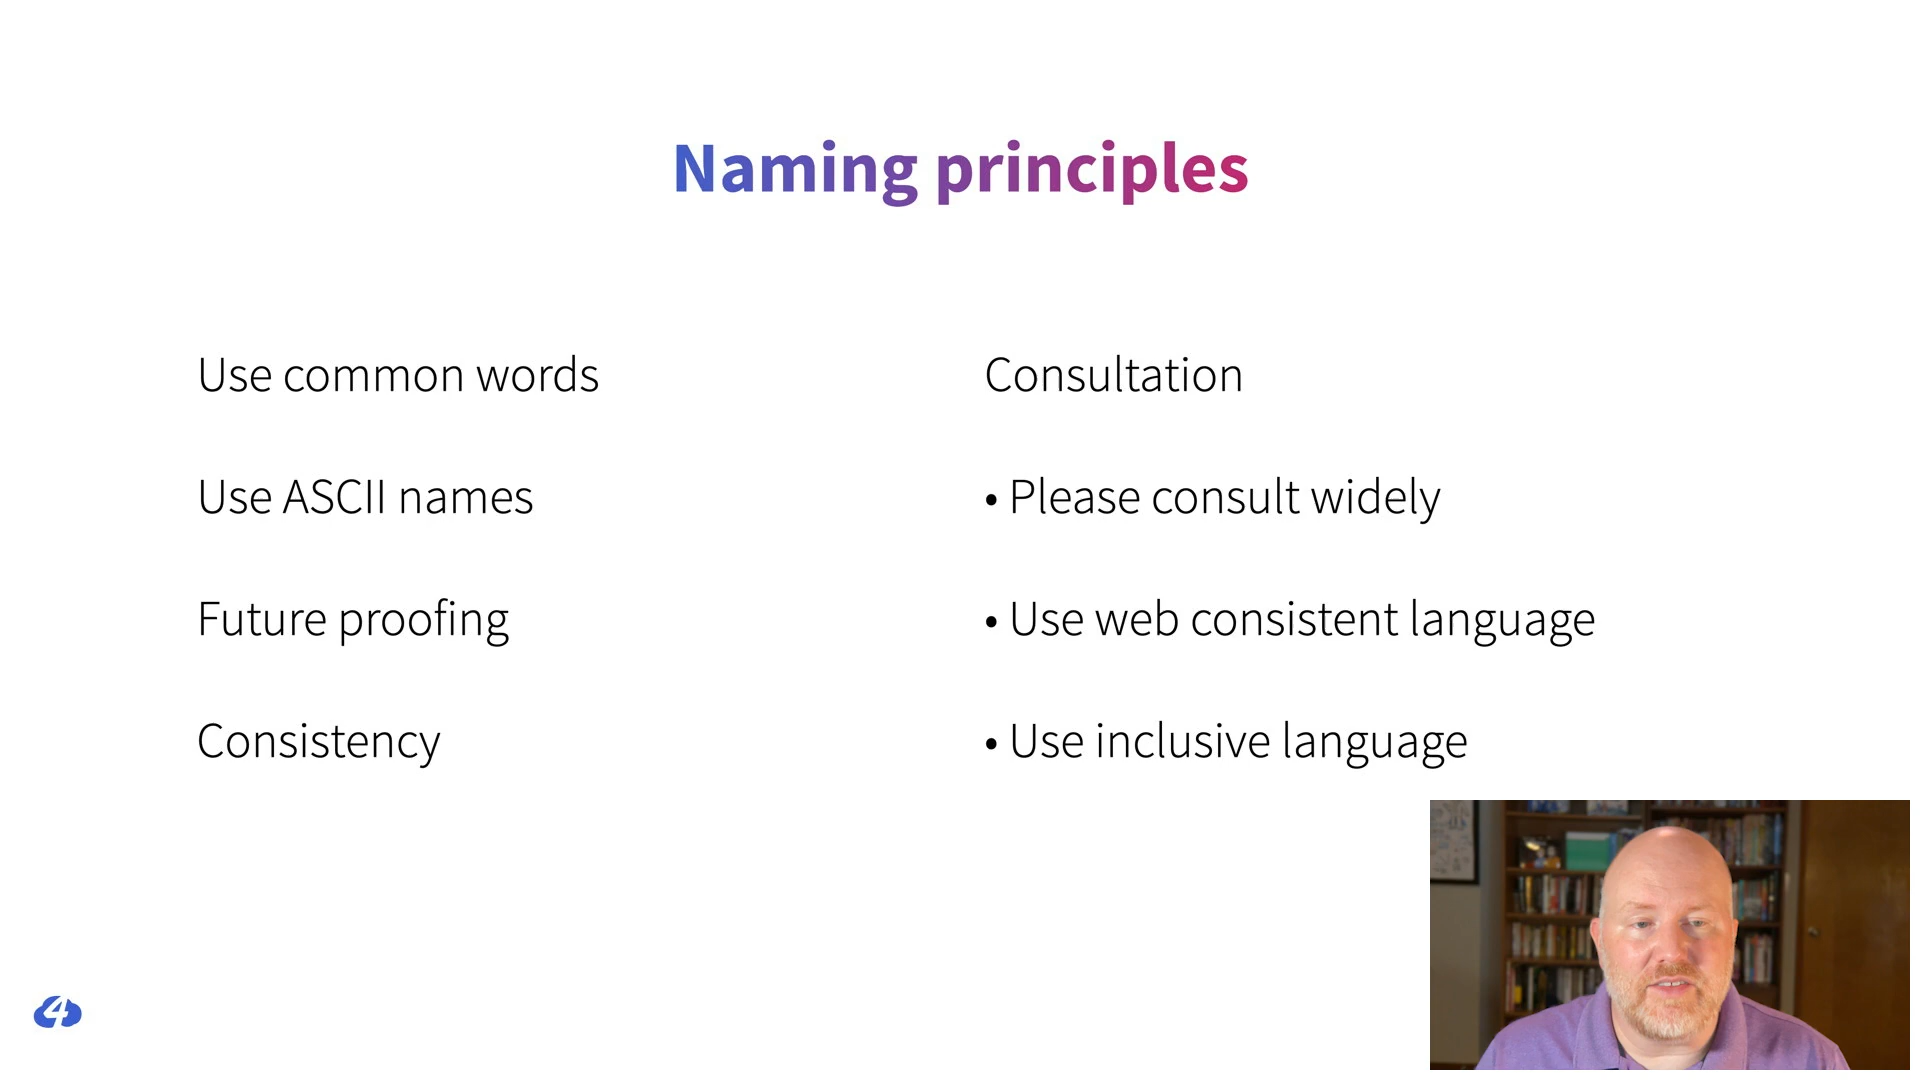 Naming principles
Use common words
Use ASCII names
Future proofing
Consistency
Consultation
• Please consult widely
• Use web consistent language
• Use inclusive language
4